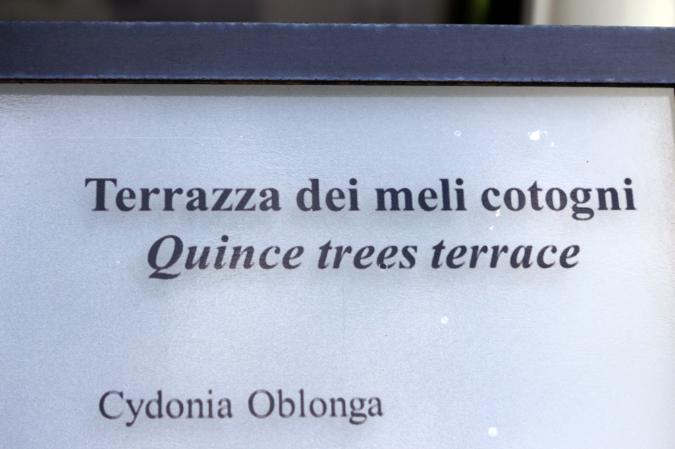 Terrazza dei meli cotogni
Quince trees terrace
Cydonia Oblonga